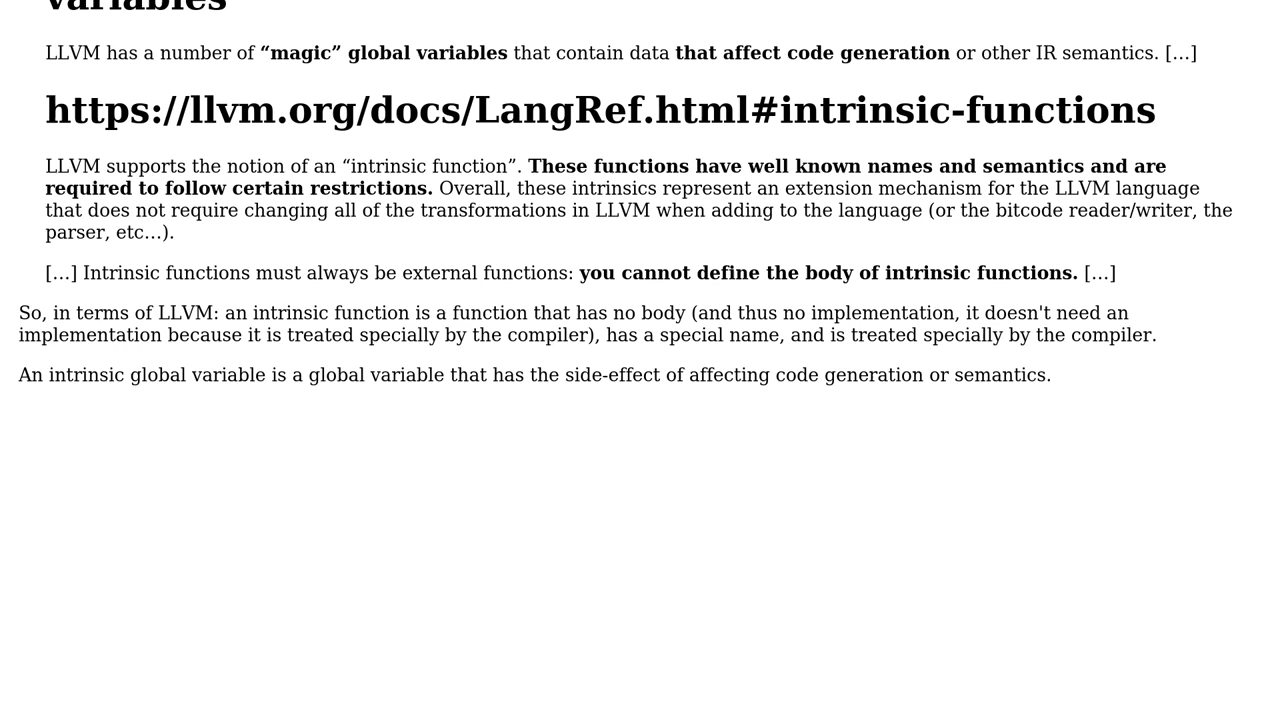 variables
LLVM has a number of “magic” global variables that contain data that affect code generation or other IR semantics. […]
https://llvm.org/docs/LangRef.html#intrinsic-functions
LLVM supports the notion of an “intrinsic function”. These functions have well known names and semantics and are
required to follow certain restrictions. Overall, these intrinsics represent an extension mechanism for the LLVM language
that does not require changing all of the transformations in LLVM when adding to the language (or the bitcode reader/writer, the
parser, etc…).
[…] Intrinsic functions must always be external functions: you cannot define the body of intrinsic functions. […]
So, in terms of LLVM: an intrinsic function is a function that has no body (and thus no implementation, it doesn't need an
implementation because it is treated specially by the compiler), has a special name, and is treated specially by the compiler.
An intrinsic global variable is a global variable that has the side-effect of affecting code generation or semantics.